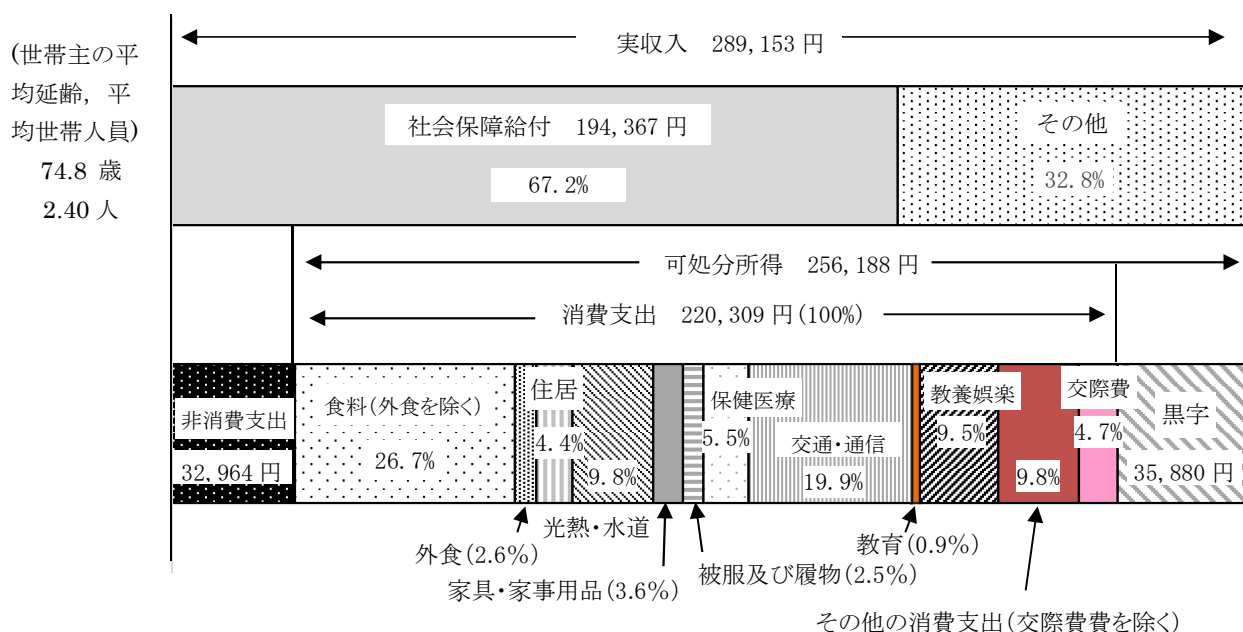 (世帯主の平
均延齢, 平
均世帯人員)
74.8 歳
2.40 人
実収入 289,153 円
社会保障給付 194,367 円
67.2%
その他
32.8%
可処分所得 256,188 円
消費支出 220,309 円(100%)
非消費支出
32,964 円
食料(外食を除く)
26.7%
住居
4.4%
9.8%
保健医療
5.5%
交通・通信
19.9%
教養娯楽
9.5%
9.8%
交際費
4.7%
黒字
35,880 円
光熱・水道
外食(2.6%)
家具・家事用品(3.6%)
被服及び履物(2.5%)
教育(0.9%)
その他の消費支出(交際費費を除く)